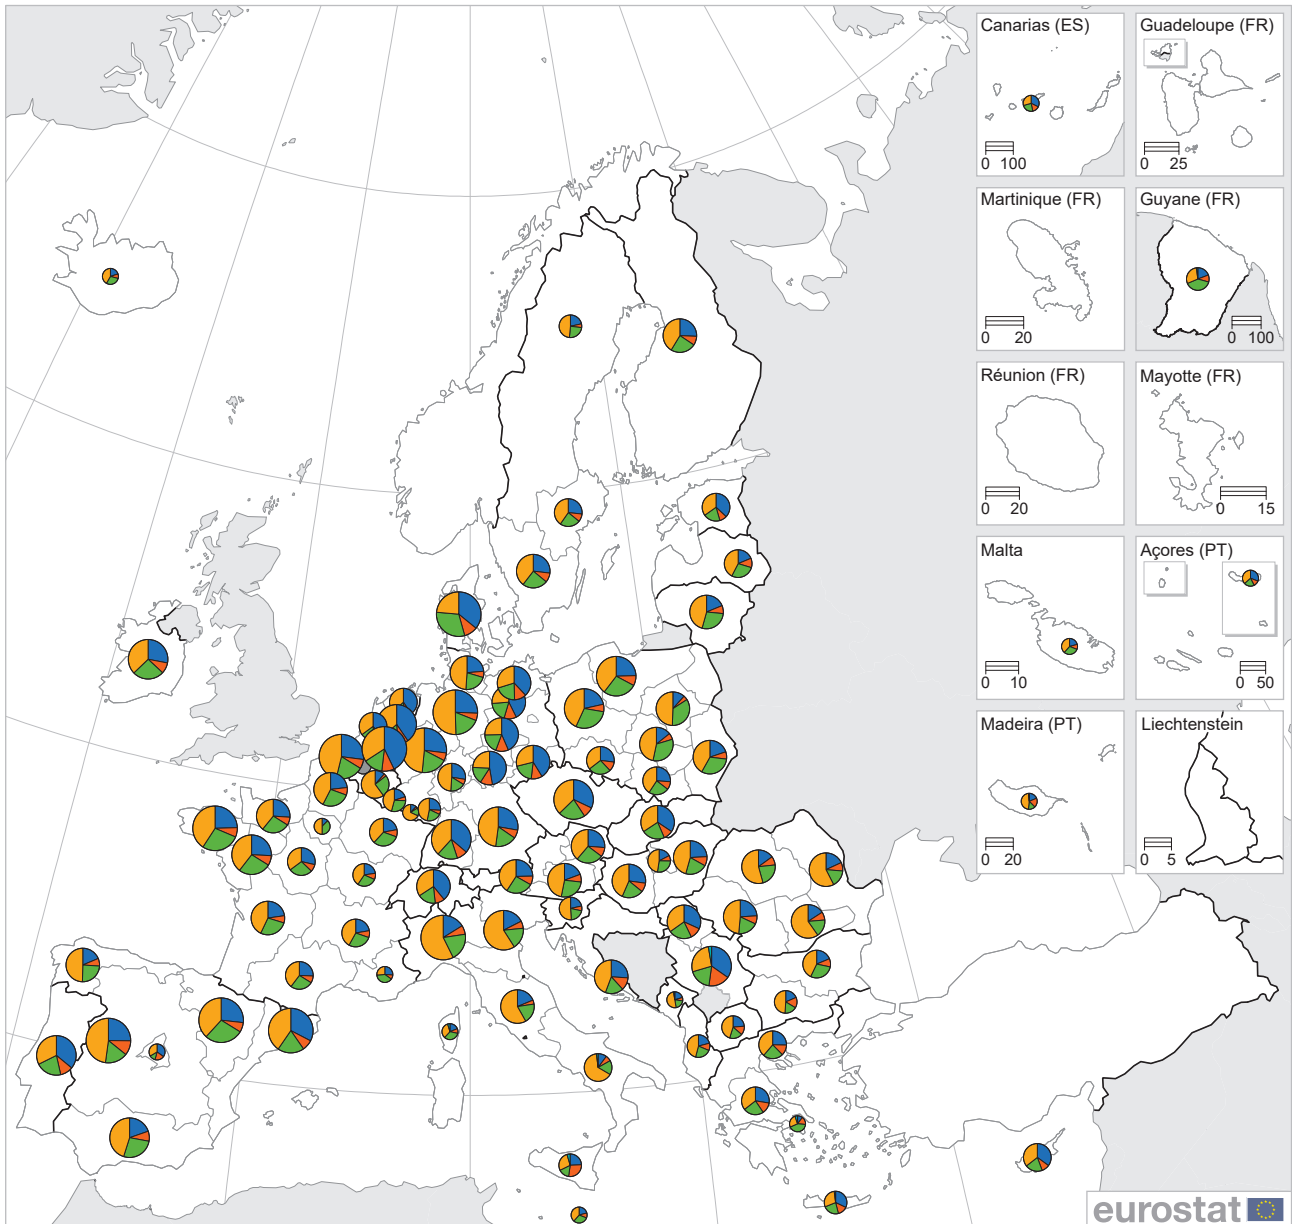 Canarias (ES)
0 100
Guadeloupe (FR)
0 25
Martinique (FR)
0 20
Guyane (FR)
0 100
Réunion (FR)
0 20
Mayotte (FR)
0 15
Malta
0 10
Açores (PT)
0 50
Madeira (PT)
0 20
Liechtenstein
0 5
eurostat